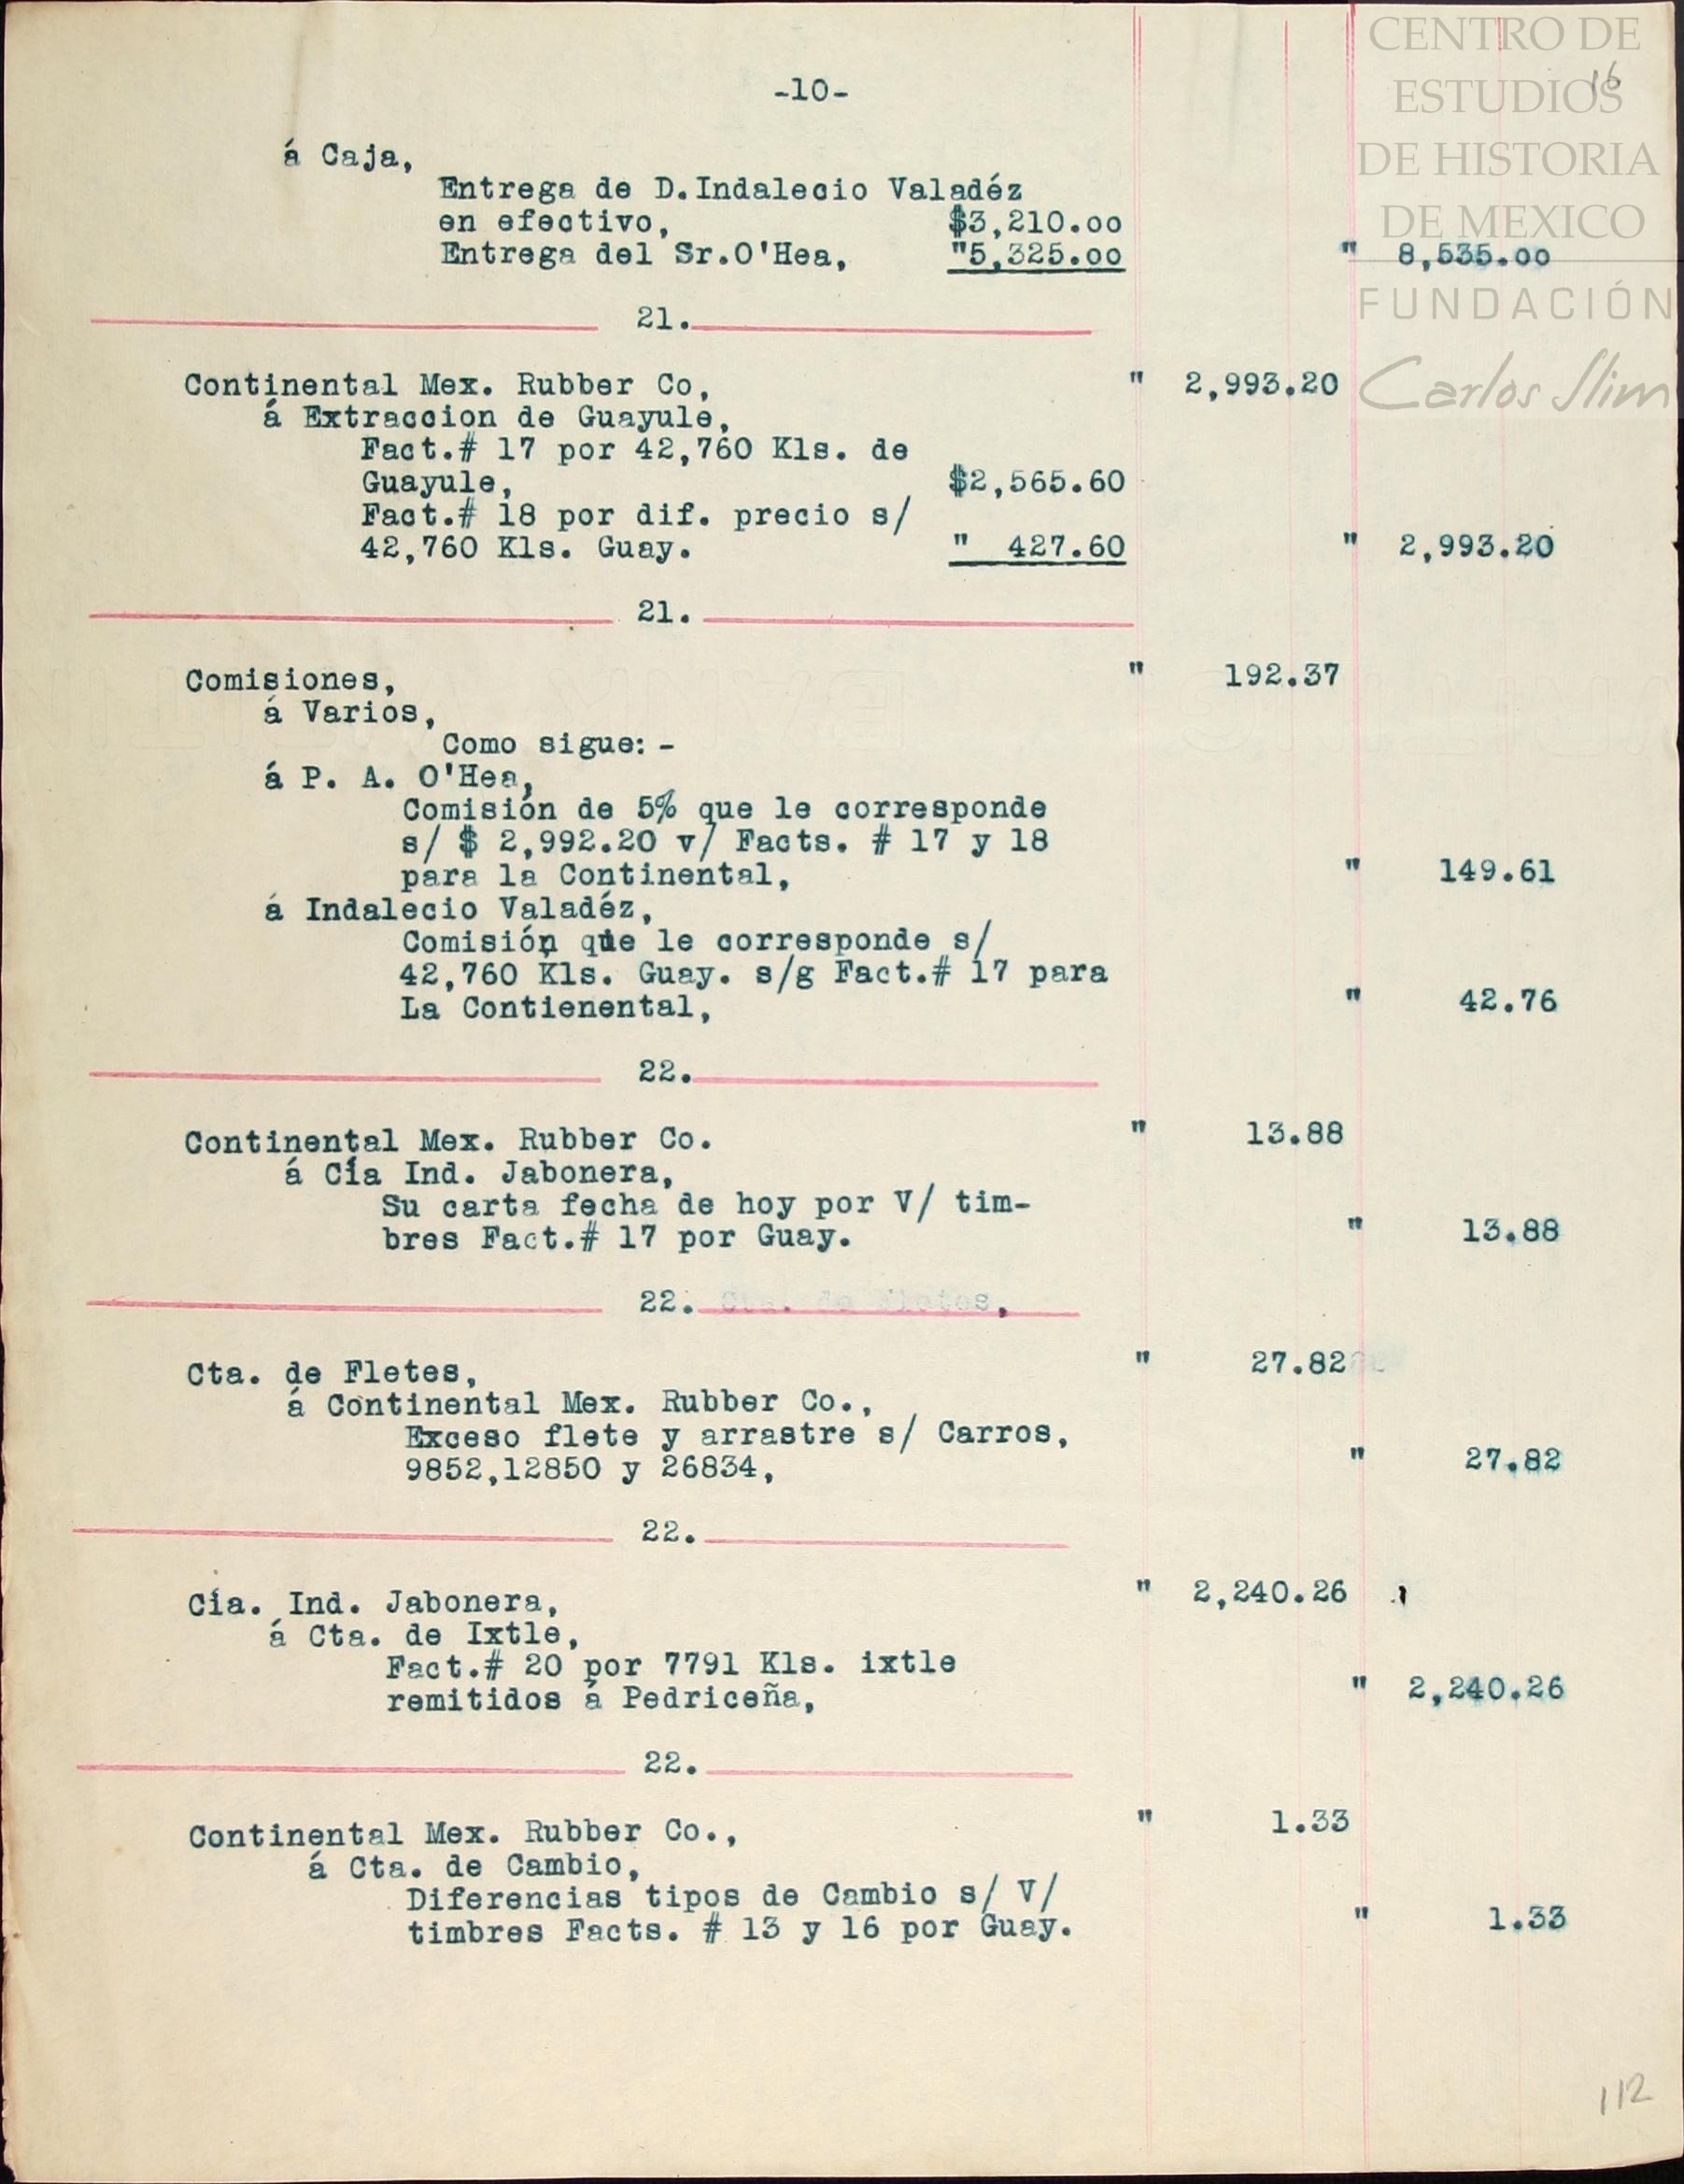 CENTRO DE
ESTUDIOS
DE HISTORIA
DE MEXICO
FUNDACIÓN
Carlos Slim
16
-10-
á Caja,
Entrega de D.Indalecio Valadéz
en efectivo, $3,210.00
Entrega del Sr.O'Hea, "5,325.00 " 8,535.00
21.
Continental Mex. Rubber Co, " 2,993.20
á Extraccion de Guayule,
Fact.# 17 por 42,760 Kls. de
Guayule, $2,565.60
Fact.# 18 por dif. precio s/
42,760 Kls. Guay. " 427.60 " 2,993.20
21.
Comisiones, " 192.37
á Varios,
Como sigue:-
á P. A. O'Hea,
Comisión de 5% que le corresponde
s/ $ 2,992.20 v/ Facts. # 17 y 18
para la Continental, " 149.61
á Indalecio Valadéz,
Comisión que le corresponde s/
42,760 Kls. Guay. s/g Fact.# 17 para
La Contienental, " 42.76
22.
Continental Mex. Rubber Co. " 13.88
á Cía Ind. Jabonera,
Su carta fecha de hoy por V/ tim-
bres Fact.# 17 por Guay. " 13.88
22. Cta. de Fletes,
Cta. de Fletes, " 27.82
á Continental Mex. Rubber Co.,
Exceso flete y arrastre s/ Carros,
9852,12850 y 26834, " 27.82
22.
Cía. Ind. Jabonera, " 2,240.26
á Cta. de Ixtle,
Fact.# 20 por 7791 Kls. ixtle
remitidos á Pedriceña, " 2,240.26
22.
Continental Mex. Rubber Co., " 1.33
á Cta. de Cambio,
Diferencias tipos de Cambio s/ V/
timbres Facts. # 13 y 16 por Guay. " 1.33
112